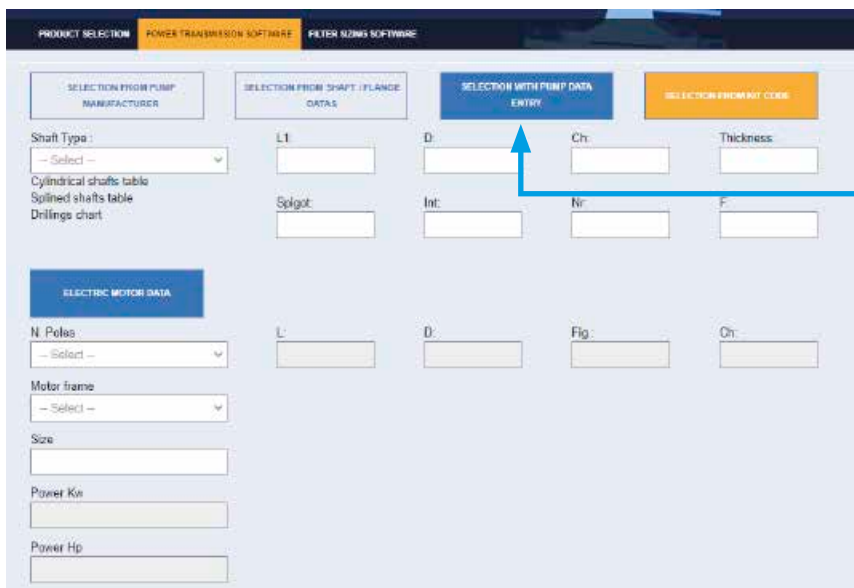 PRODUCT SELECTION POWER TRANSMISSION SOFTWARE FILTER SIZING SOFTWARE
SELECTION FROM PUMP
MANUFACTURER
SELECTION FROM SHAFT / FLANGE
DATAS
SELECTION WITH PUMP DATA
ENTRY
SELECTION FROM KIT CODE
Shaft Type :
-- Select --
Cylindrical shafts table
Splined shafts table
Drillings chart
L1:
D:
Ch:
Thickness:
Spigot:
Int:
Nr:
F:
ELECTRIC MOTOR DATA
N. Poles
-- Select --
L:
D:
Fig.:
Ch:
Motor frame
-- Select --
Size
Power Kw
Power Hp